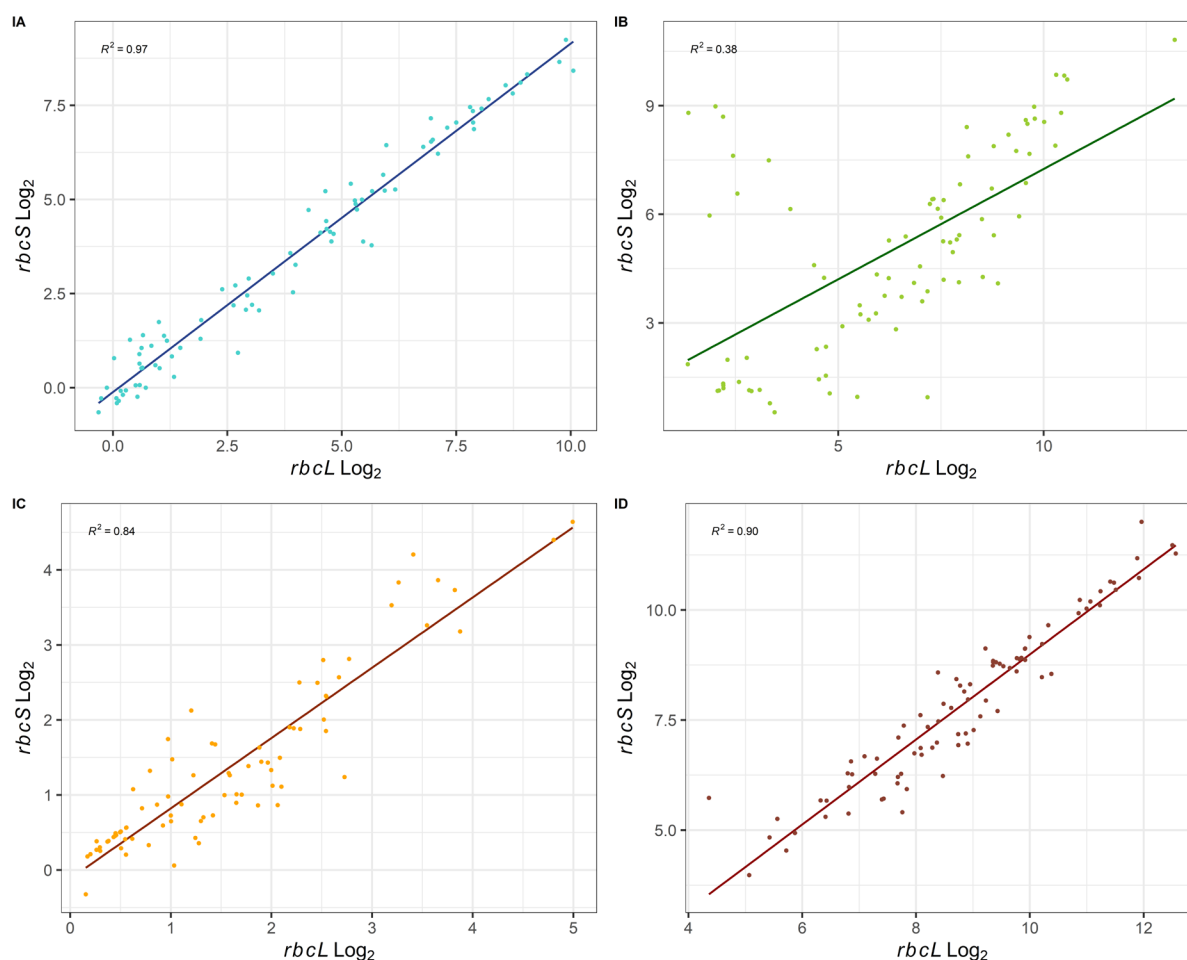 IA
R² = 0.97
7.5
5.0
2.5
0.0
rbcS Log₂
0.0 2.5 5.0 7.5 10.0
rbcL Log₂
IB
R² = 0.38
9
6
3
rbcS Log₂
5 10
rbcL Log₂
IC
R² = 0.84
4
3
2
1
0
rbcS Log₂
0 1 2 3 4 5
rbcL Log₂
ID
R² = 0.90
10.0
7.5
5.0
rbcS Log₂
4 6 8 10 12
rbcL Log₂